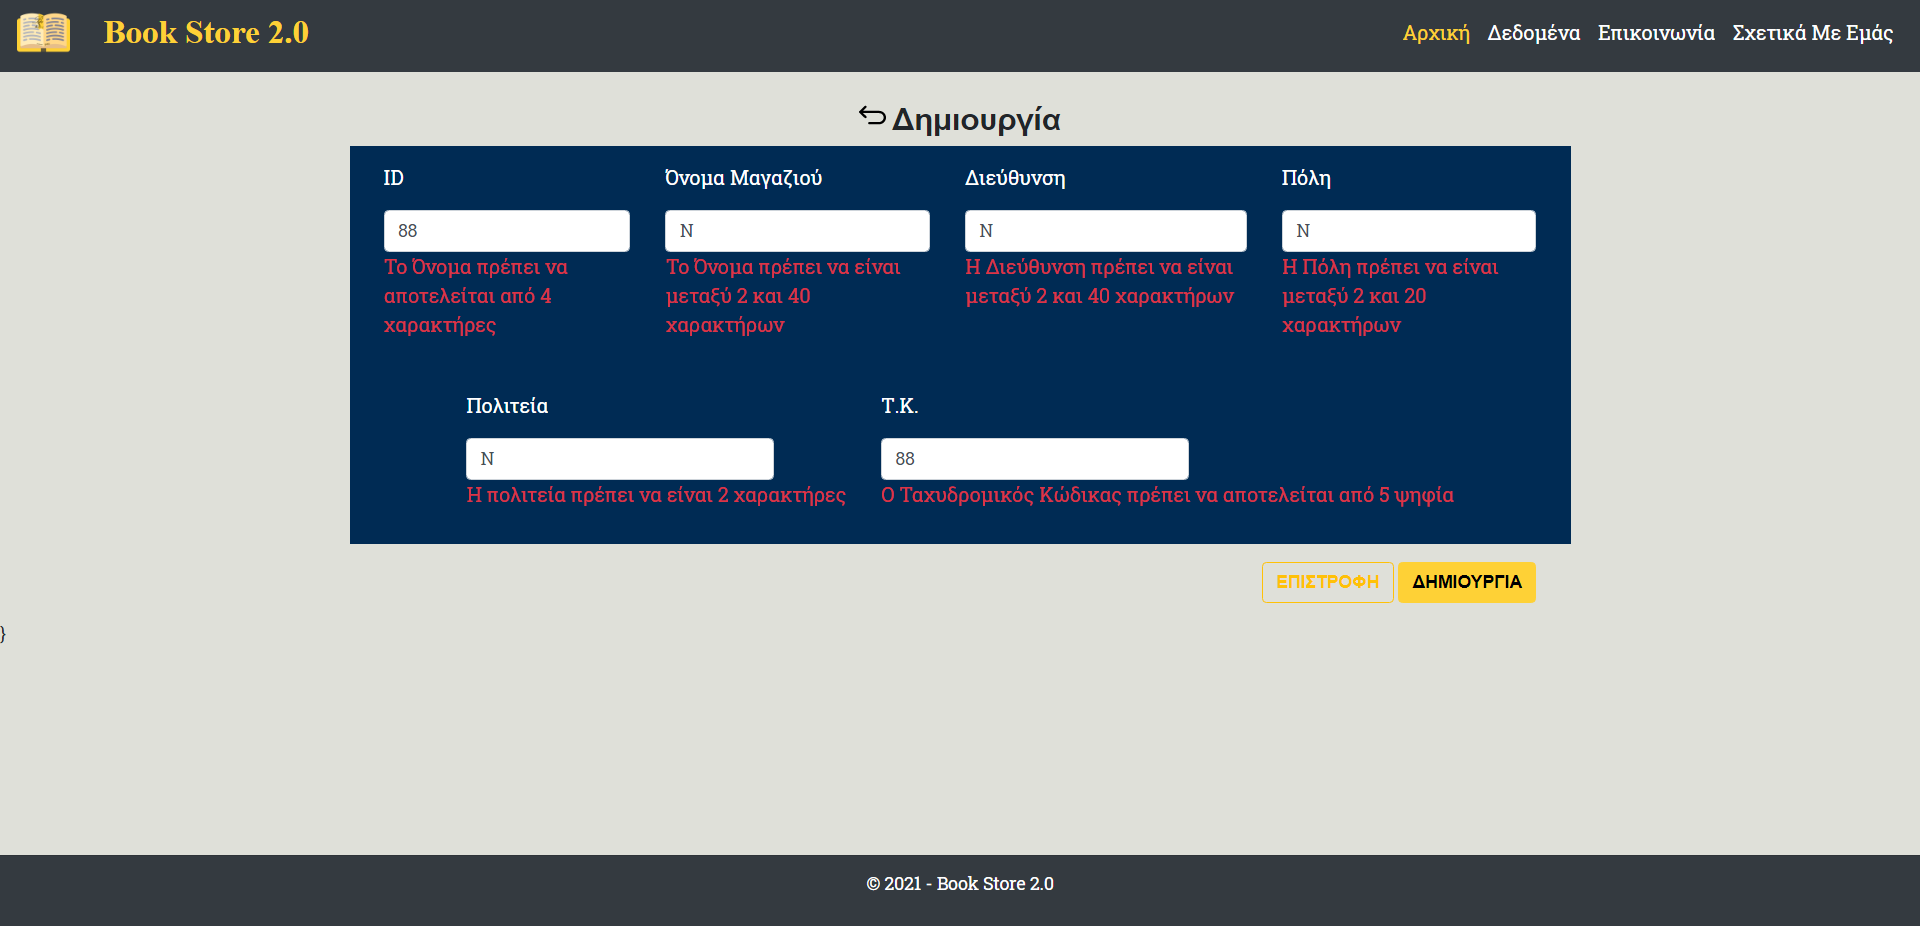 Book Store 2.0
Αρχική Δεδομένα Επικοινωνία Σχετικά Με Εμάς
Δημιουργία
ID
Όνομα Μαγαζιού
Διεύθυνση
Πόλη
88
N
N
N
Το Όνομα πρέπει να
αποτελείται από 4
χαρακτήρες
Το Όνομα πρέπει να είναι
μεταξύ 2 και 40
χαρακτήρων
Η Διεύθυνση πρέπει να είναι
μεταξύ 2 και 40 χαρακτήρων
Η Πόλη πρέπει να είναι
μεταξύ 2 και 20
χαρακτήρων
Πολιτεία
Τ.Κ.
N
88
Η πολιτεία πρέπει να είναι 2 χαρακτήρες
Ο Ταχυδρομικός Κώδικας πρέπει να αποτελείται από 5 ψηφία
ΕΠΙΣΤΡΟΦΗ
ΔΗΜΙΟΥΡΓΙΑ
}
© 2021 - Book Store 2.0